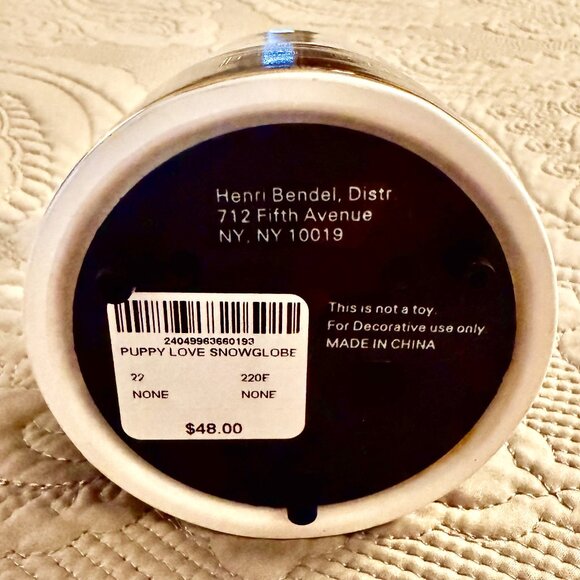 Henri Bendel, Distr.
712 Fifth Avenue
NY, NY 10019
24049963660193
PUPPY LOVE SNOWGLOBE
22 220F
NONE NONE
$48.00
This is not a toy.
For Decorative use only.
MADE IN CHINA